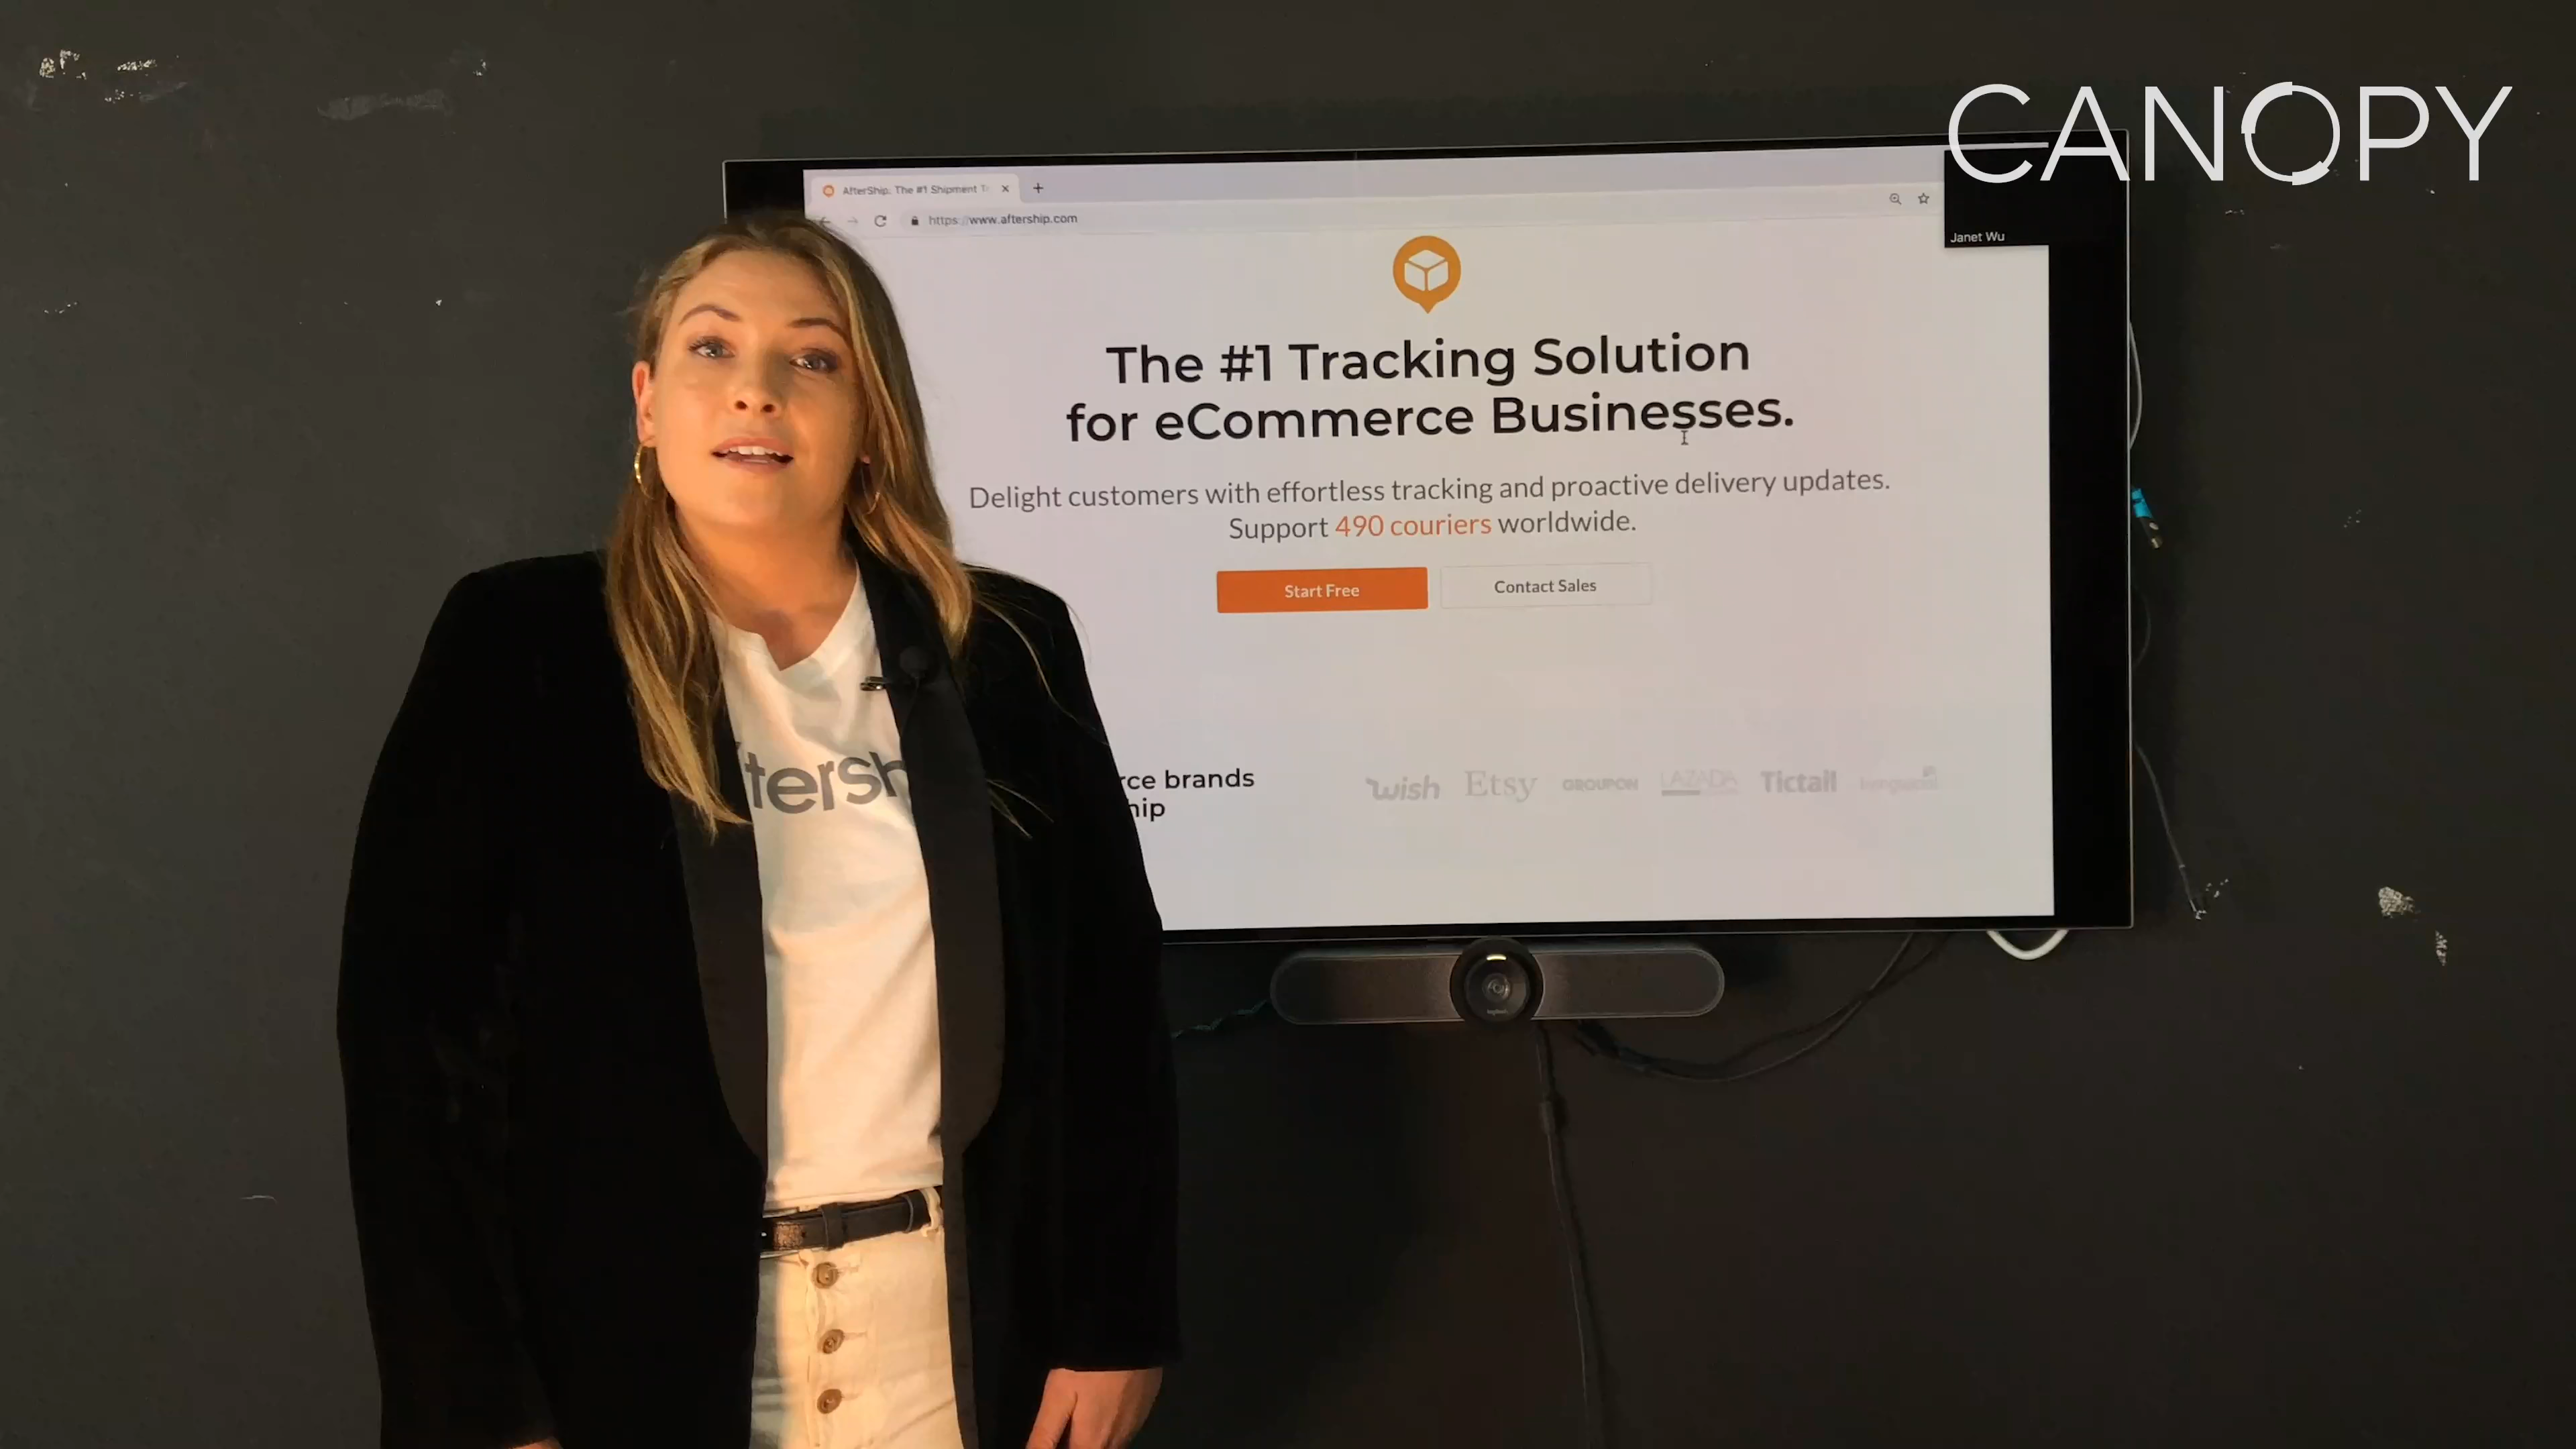 CANOPY
AfterShip. The #1 Shipment
https://www.aftership.com
Janet Wu
The #1 Tracking Solution
for eCommerce Businesses.
Delight customers with effortless tracking and proactive delivery updates.
Support 490 couriers worldwide.
Start Free
Contact Sales
tersh
rce brands
hip
wish Etsy GROUPON LAZADA Tictail